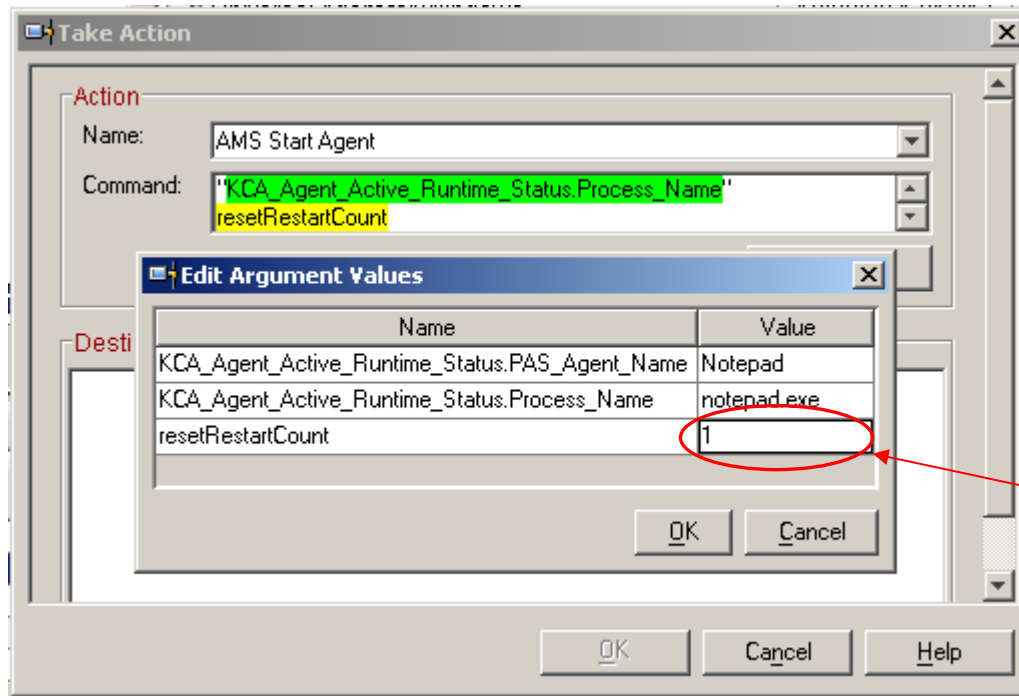 Take Action
Action
Name:
AMS Start Agent
Command:
"KCA_Agent_Active_Runtime_Status.Process_Name"
resetRestartCount
Edit Argument Values
Name Value
KCA_Agent_Active_Runtime_Status.PAS_Agent_Name Notepad
KCA_Agent_Active_Runtime_Status.Process_Name notepad.exe
resetRestartCount 1
Desti
OK Cancel
OK Cancel Help